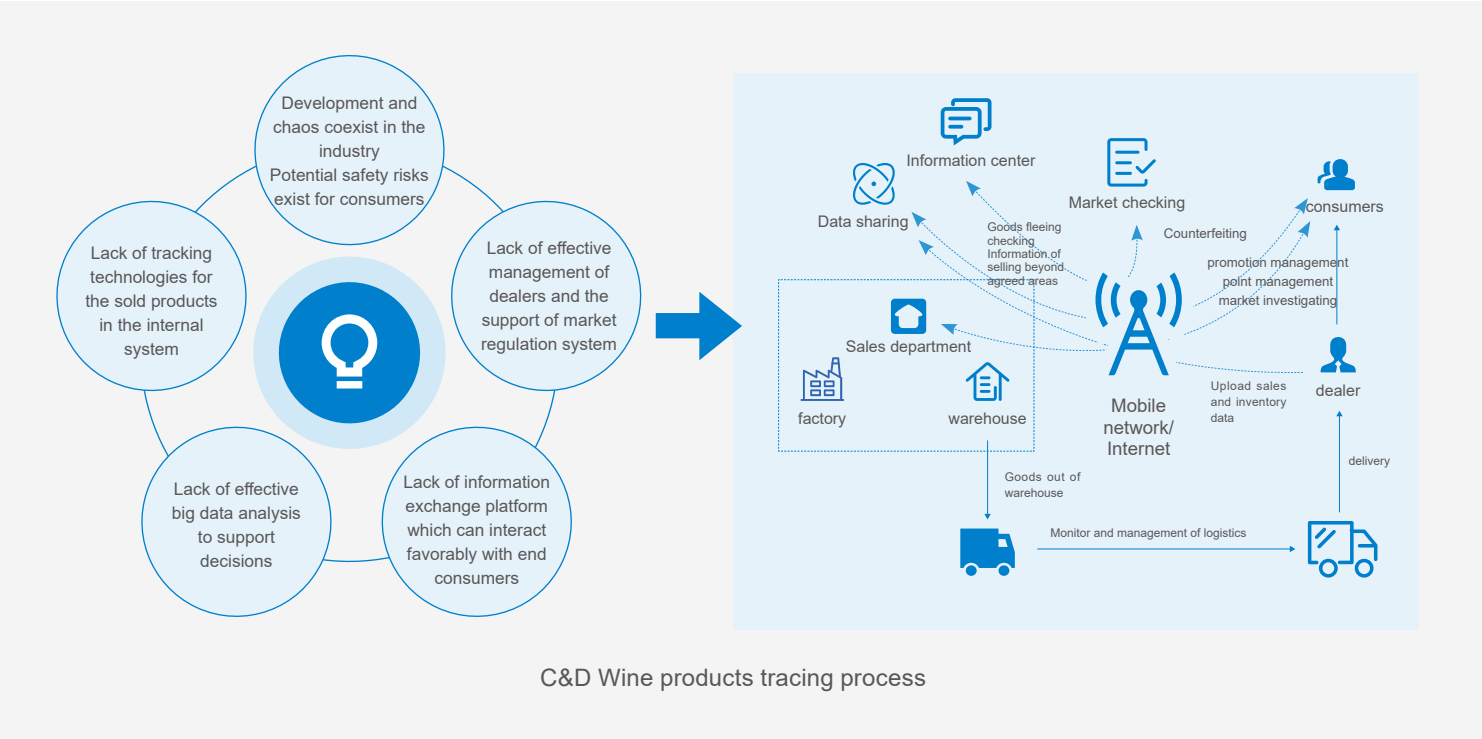 Development and
chaos coexist in the
industry
Potential safety risks
exist for consumers
Lack of tracking
technologies for
the sold products
in the internal
system
Lack of effective
management of
dealers and the
support of market
regulation system
Lack of effective
big data analysis
to support
decisions
Lack of information
exchange platform
which can interact
favorably with end
consumers
Information center
Data sharing
Market checking
consumers
Goods fleeing
checking
Information of
selling beyond
agreed areas
Counterfeiting
promotion management
point management
market investigating
Sales department
factory
warehouse
Mobile
network/
Internet
dealer
Upload sales
and inventory
data
delivery
Goods out of
warehouse
Monitor and management of logistics
C&D Wine products tracing process